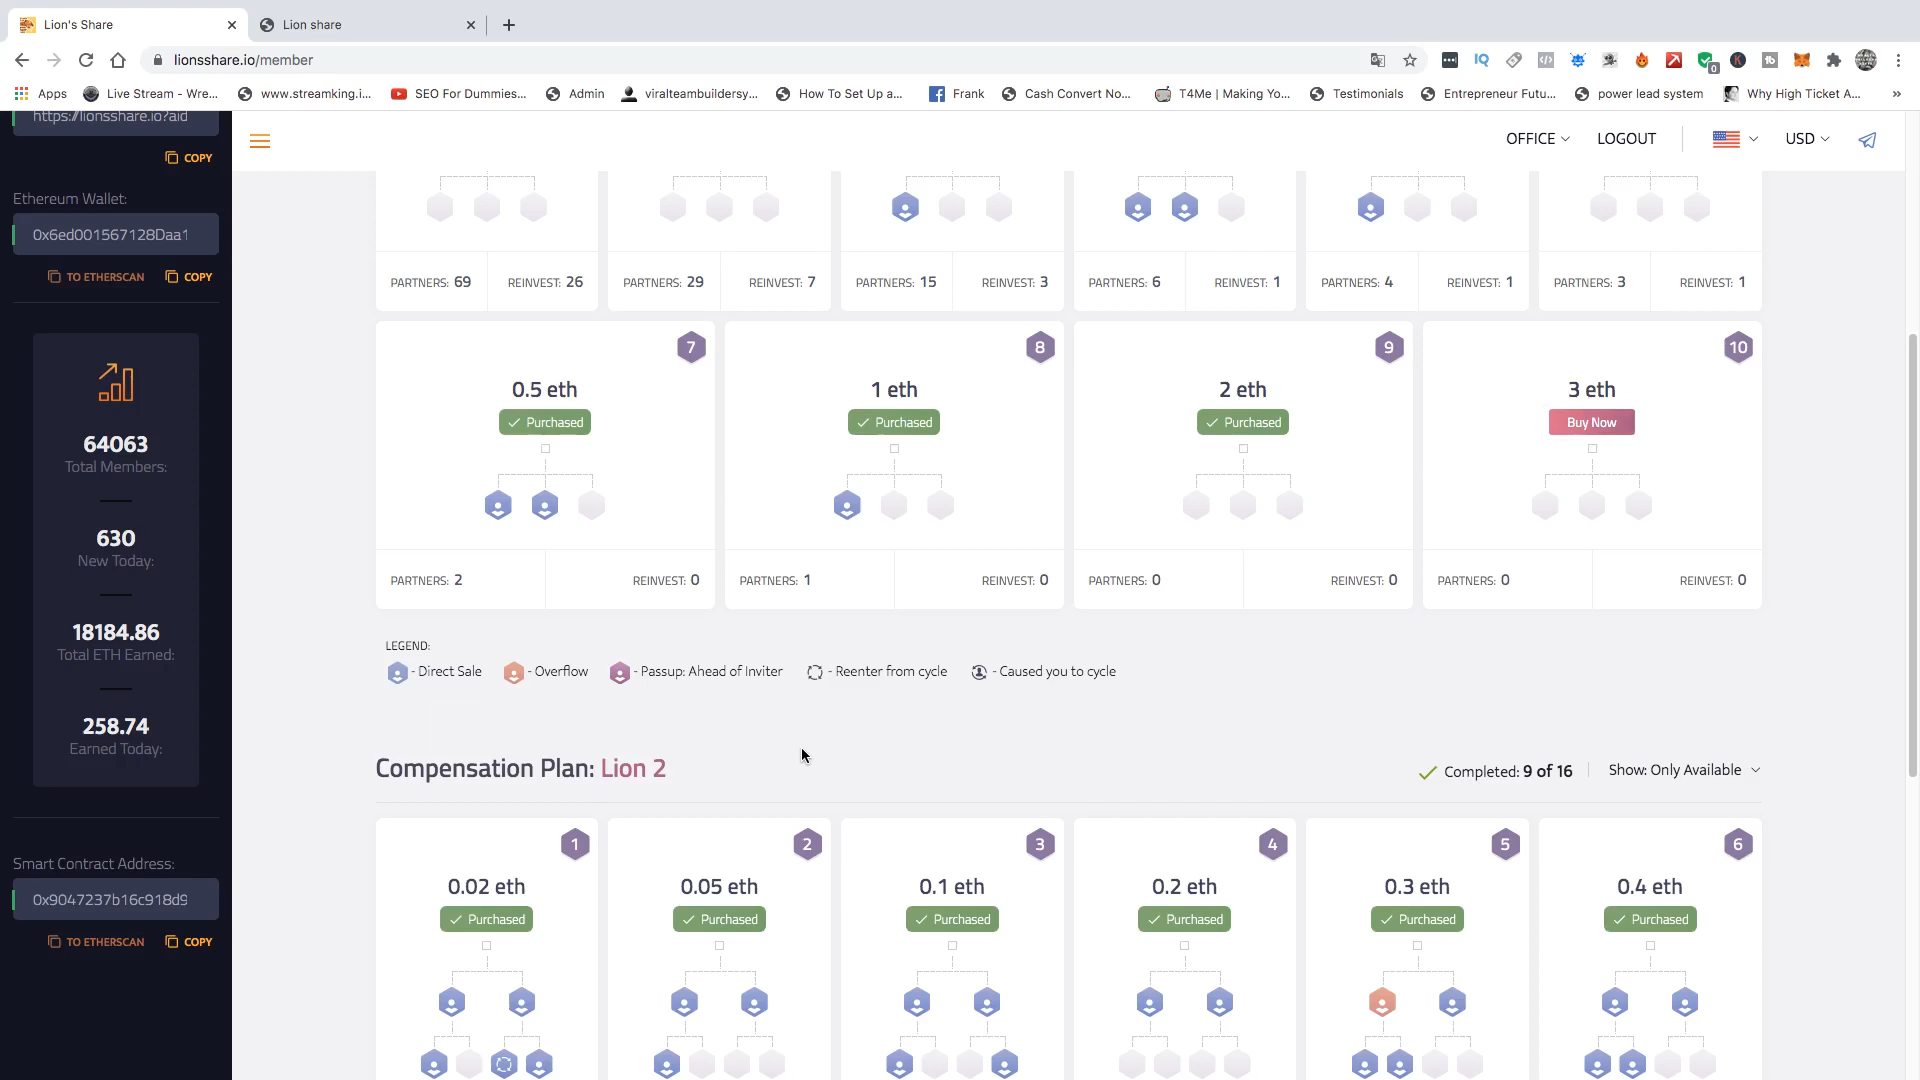 Lion's Share
Lion share
lionsshare.io/member
Apps
Live Stream - Wre...
www.streamking.i...
SEO For Dummies...
Admin
viralteambuildersy...
How To Set Up a...
Frank
Cash Convert No...
T4Me | Making Yo...
Testimonials
Entrepreneur Futu...
power lead system
Why High Ticket A...
https://lionsshare.io?aid
COPY
OFFICE
LOGOUT
USD
Ethereum Wallet:
0x6ed001567128Daa1
TO ETHERSCAN
COPY
64063
Total Members:
630
New Today:
18184.86
Total ETH Earned:
258.74
Earned Today:
Smart Contract Address:
0x9047237b16c918d9
TO ETHERSCAN
COPY
PARTNERS: 69 REINVEST: 26
PARTNERS: 29 REINVEST: 7
PARTNERS: 15 REINVEST: 3
PARTNERS: 6 REINVEST: 1
PARTNERS: 4 REINVEST: 1
PARTNERS: 3 REINVEST: 1
7
0.5 eth
Purchased
PARTNERS: 2 REINVEST: 0
8
1 eth
Purchased
PARTNERS: 1 REINVEST: 0
9
2 eth
Purchased
PARTNERS: 0 REINVEST: 0
10
3 eth
Buy Now
PARTNERS: 0 REINVEST: 0
LEGEND:
- Direct Sale - Overflow - Passup: Ahead of Inviter - Reenter from cycle - Caused you to cycle
Compensation Plan: Lion 2
Completed: 9 of 16
Show: Only Available
1
0.02 eth
Purchased
2
0.05 eth
Purchased
3
0.1 eth
Purchased
4
0.2 eth
Purchased
5
0.3 eth
Purchased
6
0.4 eth
Purchased